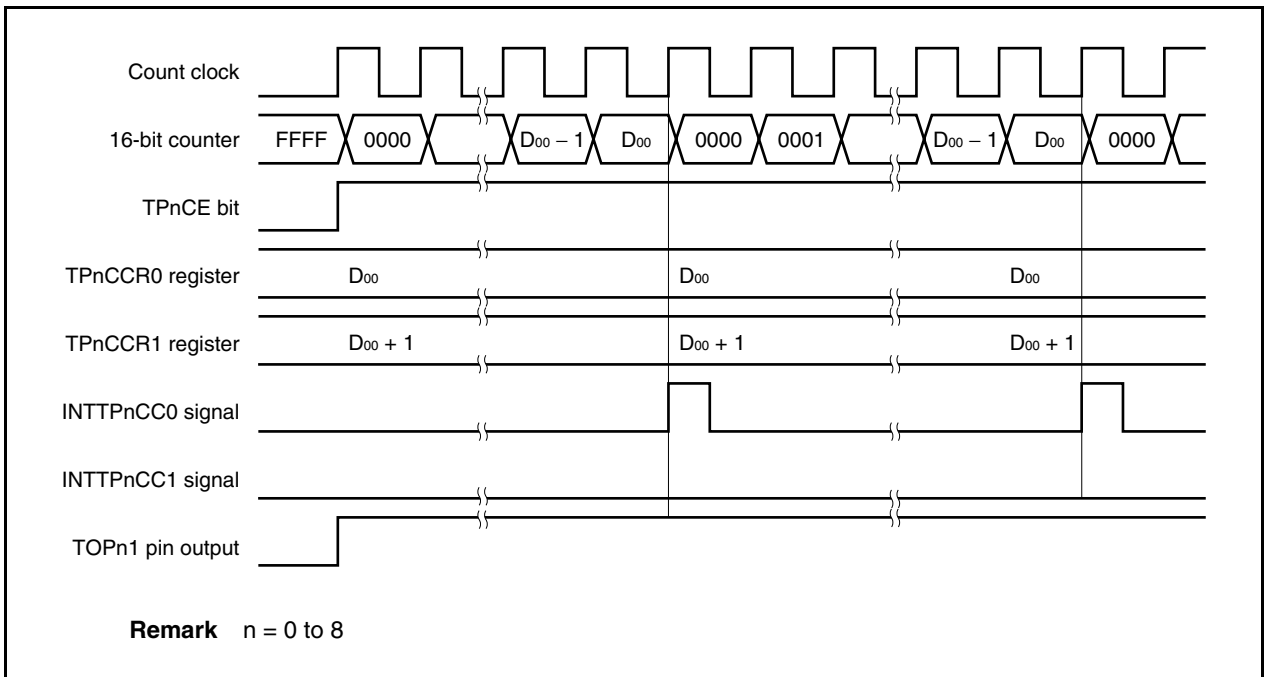 Count clock
16-bit counter FFFF 0000 D00 − 1 D00 0000 0001 D00 − 1 D00 0000
TPnCE bit
TPnCCR0 register D00 D00 D00
TPnCCR1 register D00 + 1 D00 + 1 D00 + 1
INTTPnCC0 signal
INTTPnCC1 signal
TOPn1 pin output
Remark n = 0 to 8